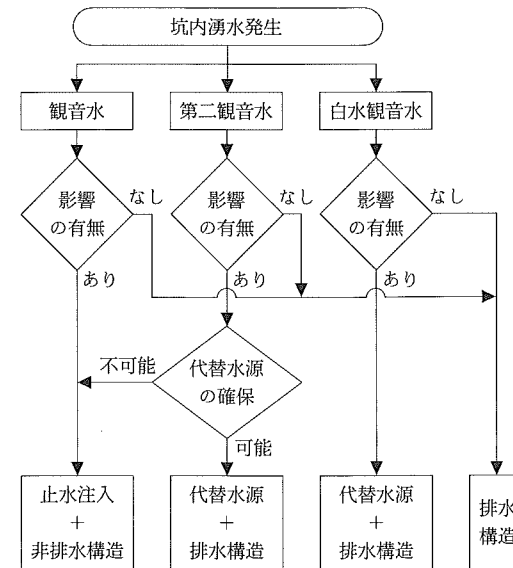 坑内湧水発生
観音水
第二観音水
白水観音水
影響
の有無
なし
影響
の有無
なし
影響
の有無
なし
あり
あり
あり
不可能
代替水源
の確保
可能
止水注入
+
非排水構造
代替水源
+
排水構造
代替水源
+
排水構造
排水
構造